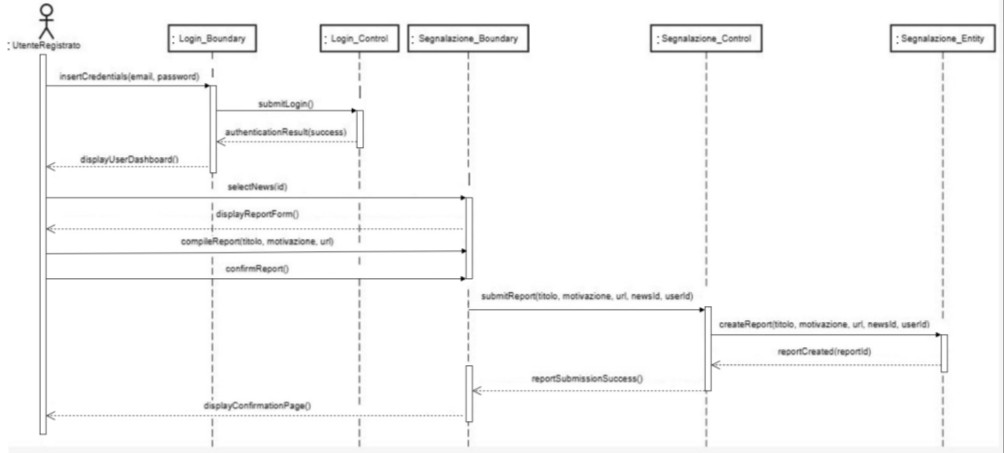 : UtenteRegistrato
: Login_Boundary
: Login_Control
: Segnalazione_Boundary
: Segnalazione_Control
: Segnalazione_Entity
insertCredentials(email, password)
submitLogin()
authenticationResult(success)
displayUserDashboard()
selectNews(id)
displayReportForm()
compileReport(titolo, motivazione, url)
confirmReport()
submitReport(titolo, motivazione, url, newsId, userId)
createReport(titolo, motivazione, url, newsId, userId)
reportCreated(reportId)
reportSubmissionSuccess()
displayConfirmationPage()